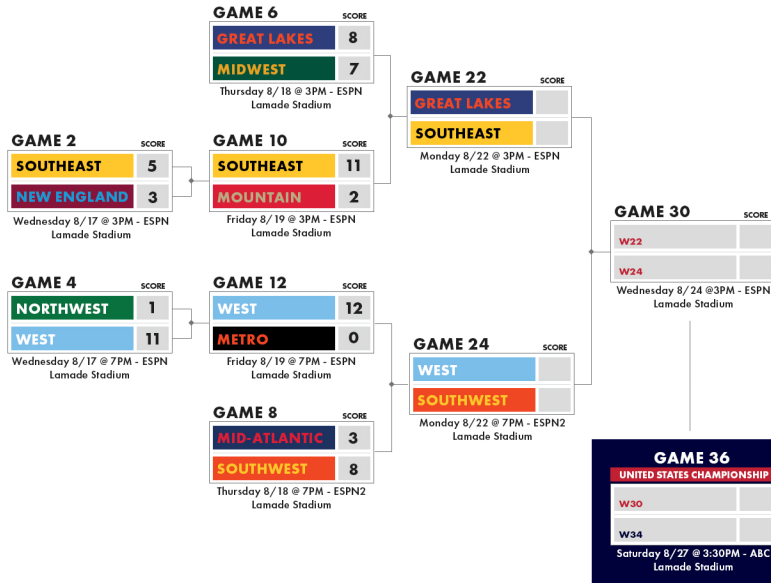 GAME 6
SCORE
GREAT LAKES 8
MIDWEST 7
Thursday 8/18 @ 3PM - ESPN
Lamade Stadium
GAME 22
SCORE
GREAT LAKES
SOUTHEAST
Monday 8/22 @ 3PM - ESPN
Lamade Stadium
GAME 2
SCORE
SOUTHEAST 5
NEW ENGLAND 3
Wednesday 8/17 @ 3PM - ESPN
Lamade Stadium
GAME 10
SCORE
SOUTHEAST 11
MOUNTAIN 2
Friday 8/19 @ 3PM - ESPN
Lamade Stadium
GAME 30
SCORE
W22
W24
Wednesday 8/24 @3PM - ESPN
Lamade Stadium
GAME 4
SCORE
NORTHWEST 1
WEST 11
Wednesday 8/17 @ 7PM - ESPN
Lamade Stadium
GAME 12
SCORE
WEST 12
METRO 0
Friday 8/19 @ 7PM - ESPN
Lamade Stadium
GAME 24
SCORE
WEST
SOUTHWEST
Monday 8/22 @ 7PM - ESPN2
Lamade Stadium
GAME 8
SCORE
MID-ATLANTIC 3
SOUTHWEST 8
Thursday 8/18 @ 7PM - ESPN2
Lamade Stadium
GAME 36
UNITED STATES CHAMPIONSHIP
W30
W34
Saturday 8/27 @ 3:30PM - ABC
Lamade Stadium